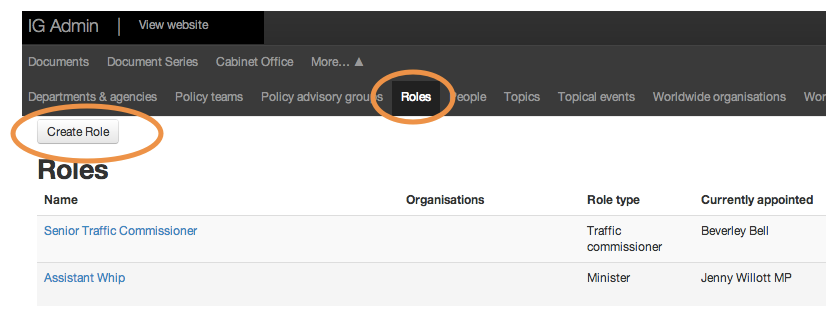 IG Admin View website
Documents Document Series Cabinet Office More... ▲
Departments & agencies Policy teams Policy advisory groups Roles People Topics Topical events Worldwide organisations Wor
Create Role
Roles
Name Organisations Role type Currently appointed
Senior Traffic Commissioner Traffic commissioner Beverley Bell
Assistant Whip Minister Jenny Willott MP